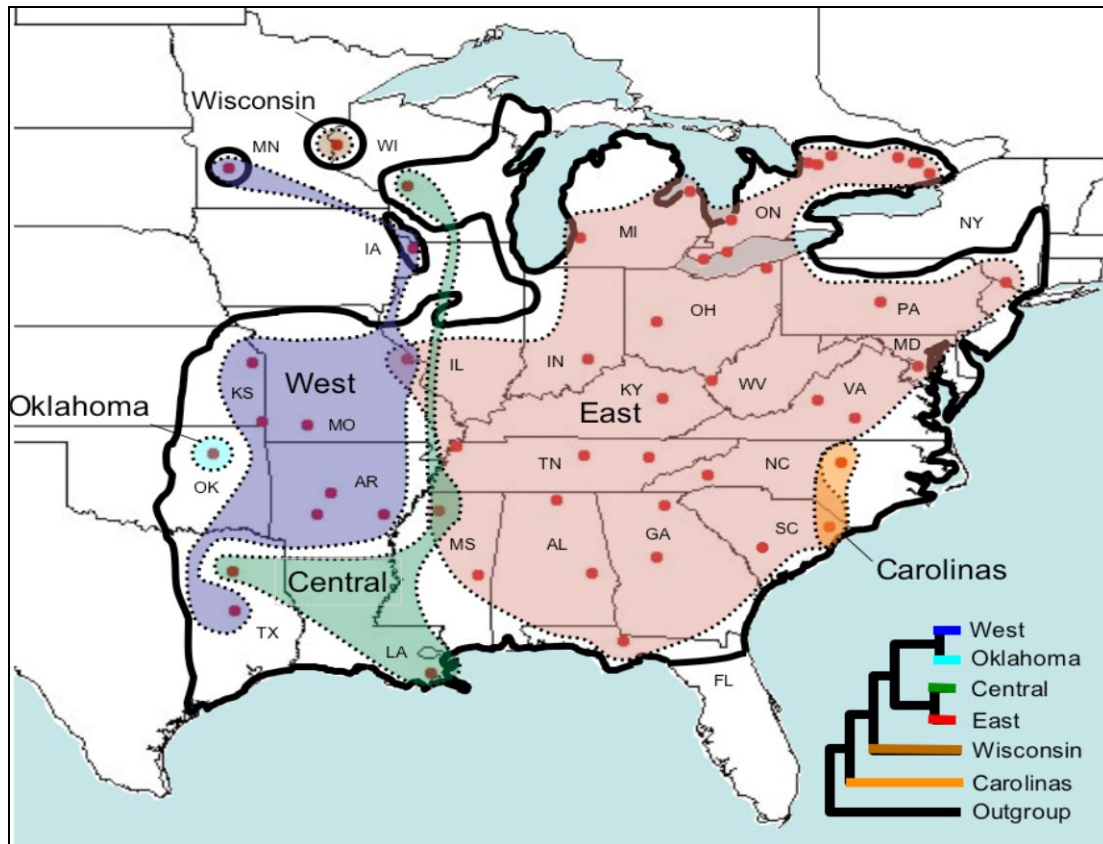 Wisconsin
MN
WI
ON
NY
IA
MI
PA
OH
MD
IL
IN
WV
VA
KS
West
KY
Oklahoma
MO
East
TN
NC
OK
AR
MS
AL
GA
SC
Central
Carolinas
TX
LA
FL
West
Oklahoma
Central
East
Wisconsin
Carolinas
Outgroup